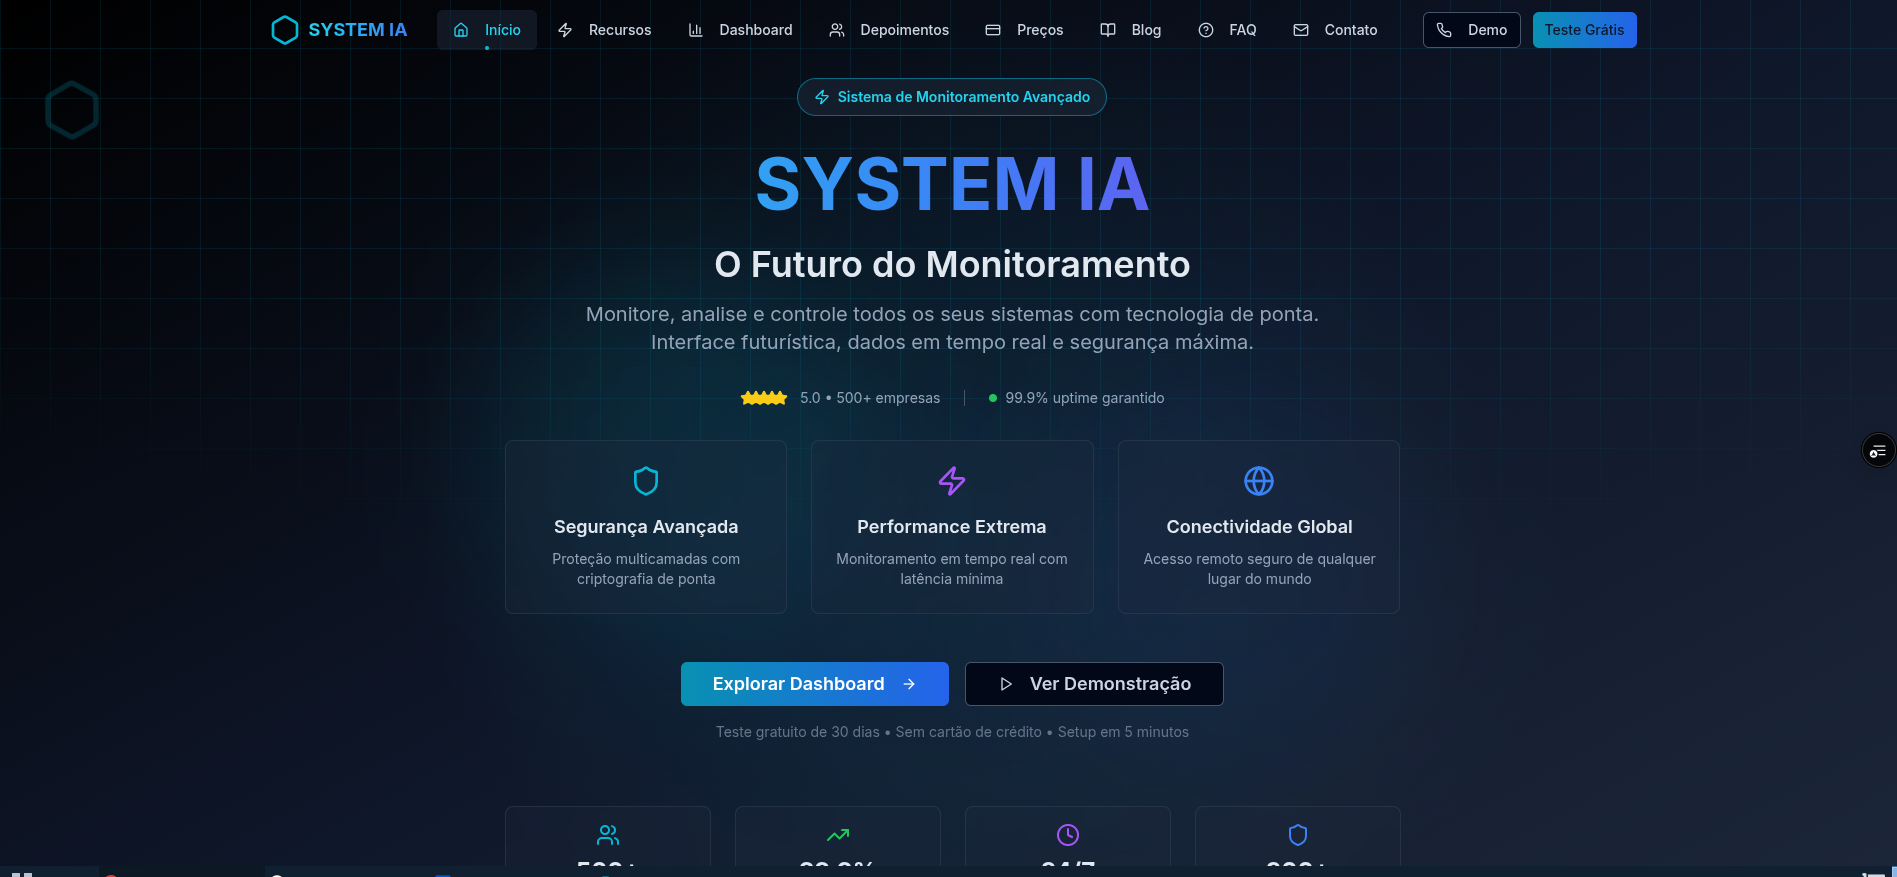 SYSTEM IA
Início
Recursos
Dashboard
Depoimentos
Preços
Blog
FAQ
Contato
Demo
Teste Grátis
Sistema de Monitoramento Avançado
SYSTEM IA
O Futuro do Monitoramento
Monitore, analise e controle todos os seus sistemas com tecnologia de ponta.
Interface futurística, dados em tempo real e segurança máxima.
5.0 • 500+ empresas
99.9% uptime garantido
Segurança Avançada
Proteção multicamadas com
criptografia de ponta
Performance Extrema
Monitoramento em tempo real com
latência mínima
Conectividade Global
Acesso remoto seguro de qualquer
lugar do mundo
Explorar Dashboard
Ver Demonstração
Teste gratuito de 30 dias • Sem cartão de crédito • Setup em 5 minutos
24/7